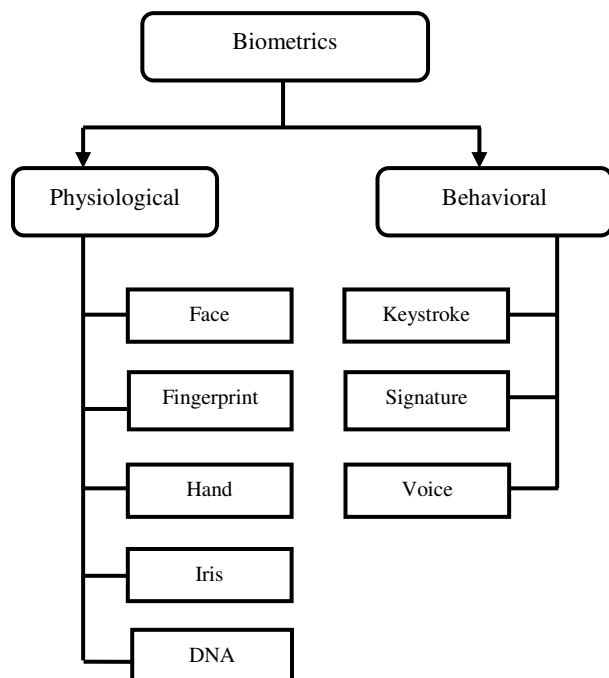 Biometrics
Physiological
Behavioral
Face
Keystroke
Fingerprint
Signature
Hand
Voice
Iris
DNA